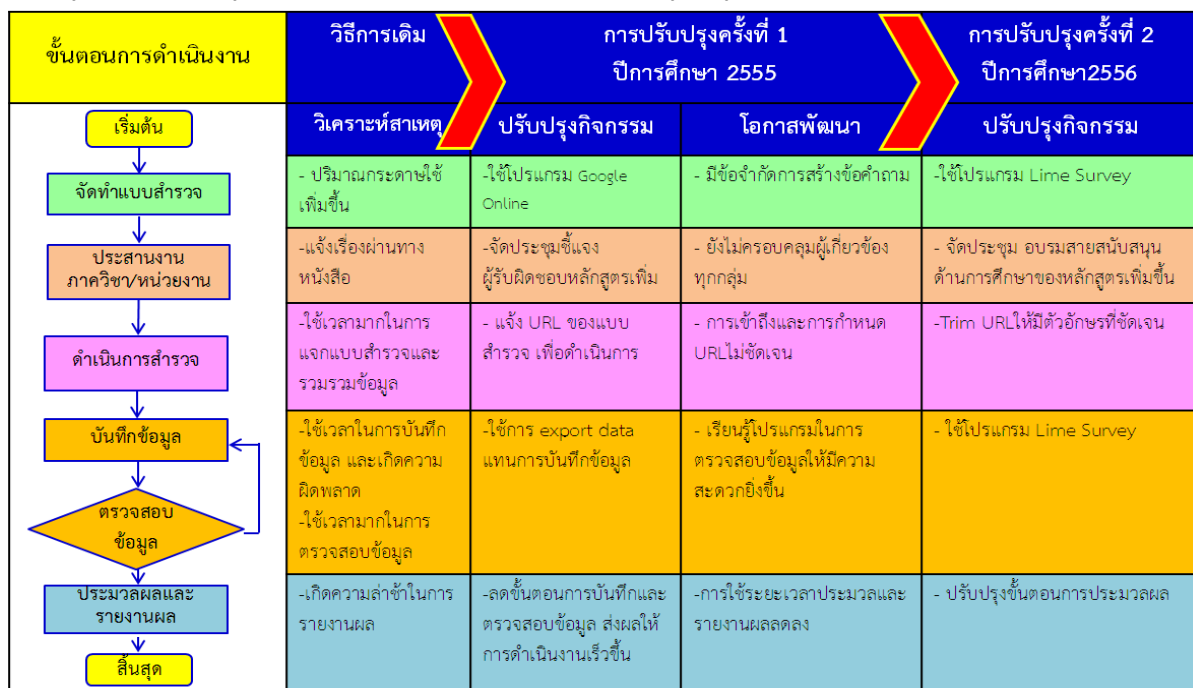 ขั้นตอนการดำเนินงาน
วิธีการเดิม
การปรับปรุงครั้งที่ 1
ปีการศึกษา 2555
การปรับปรุงครั้งที่ 2
ปีการศึกษา2556
วิเคราะห์สาเหตุ
ปรับปรุงกิจกรรม
โอกาสพัฒนา
ปรับปรุงกิจกรรม
เริ่มต้น
จัดทำแบบสำรวจ
- ปริมาณกระดาษใช้
เพิ่มขึ้น
-ใช้โปรแกรม Google
Online
- มีข้อจำกัดการสร้างข้อคำถาม
-ใช้โปรแกรม Lime Survey
ประสานงาน
ภาควิชา/หน่วยงาน
-แจ้งเรื่องผ่านทาง
หนังสือ
-จัดประชุมชี้แจง
ผู้รับผิดชอบหลักสูตรเพิ่ม
- ยังไม่ครอบคลุมผู้เกี่ยวข้อง
ทุกกลุ่ม
- จัดประชุม อบรมสายสนับสนุน
ด้านการศึกษาของหลักสูตรเพิ่มขึ้น
ดำเนินการสำรวจ
-ใช้เวลามากในการ
แจกแบบสำรวจและ
รวมรวมข้อมูล
- แจ้ง URL ของแบบ
สำรวจ เพื่อดำเนินการ
- การเข้าถึงและการกำหนด
URLไม่ชัดเจน
-Trim URLให้มีตัวอักษรที่ชัดเจน
บันทึกข้อมูล
ตรวจสอบ
ข้อมูล
-ใช้เวลาในการบันทึก
ข้อมูล และเกิดความ
ผิดพลาด
-ใช้เวลามากในการ
ตรวจสอบข้อมูล
-ใช้การ export data
แทนการบันทึกข้อมูล
- เรียนรู้โปรแกรมในการ
ตรวจสอบข้อมูลให้มีความ
สะดวกยิ่งขึ้น
- ใช้โปรแกรม Lime Survey
ประมวลผลและ
รายงานผล
-เกิดความล่าช้าในการ
รายงานผล
-ลดขั้นตอนการบันทึกและ
ตรวจสอบข้อมูล ส่งผลให้
การดำเนินงานเร็วขึ้น
-การใช้ระยะเวลาประมวลและ
รายงานผลลดลง
- ปรับปรุงขั้นตอนการประมวลผล
สิ้นสุด